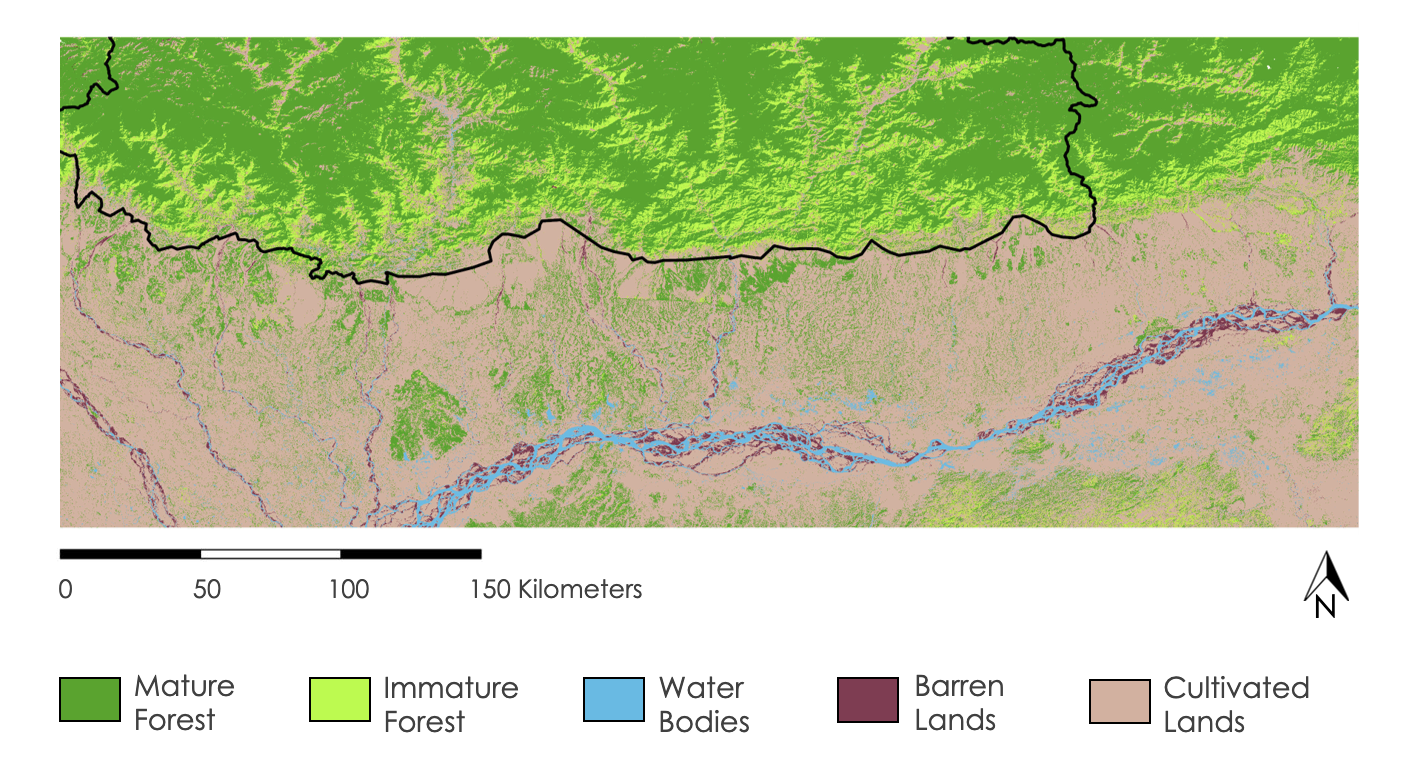 0 50 100 150 Kilometers
N
Mature Forest
Immature Forest
Water Bodies
Barren Lands
Cultivated Lands